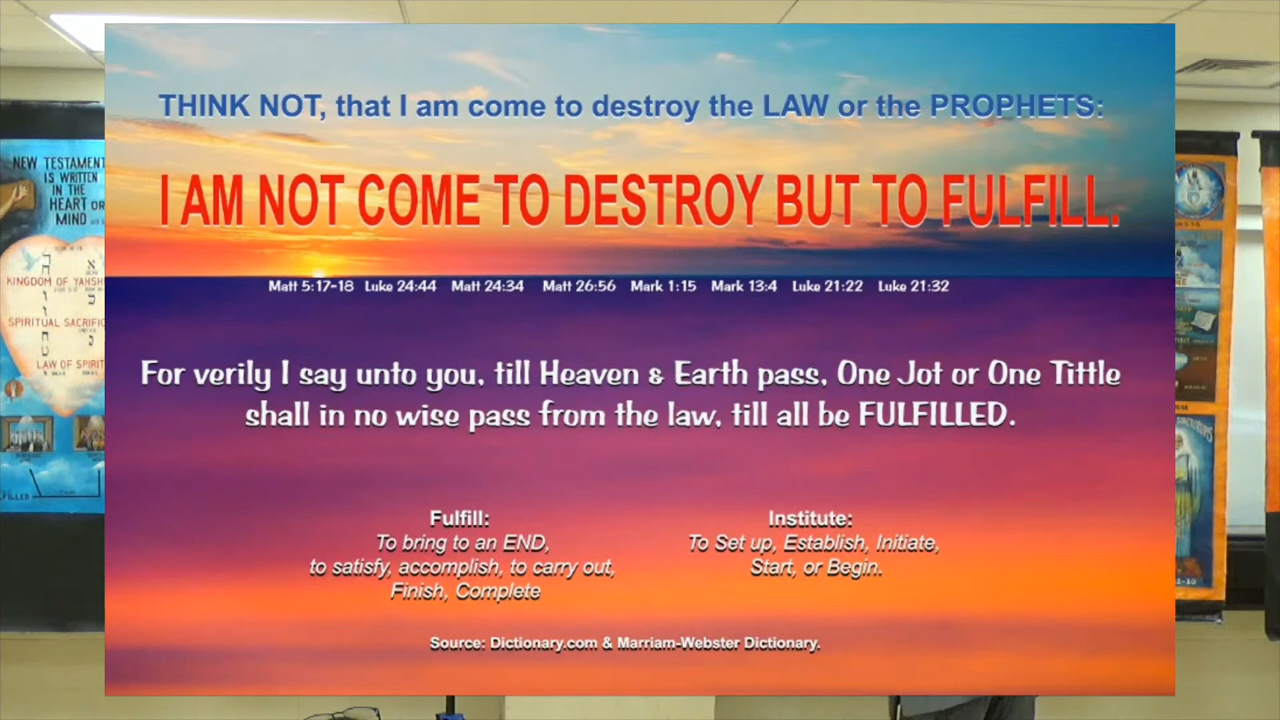 THINK NOT, that I am come to destroy the LAW or the PROPHETS:
I AM NOT COME TO DESTROY BUT TO FULFILL.
Matt 5:17-18 Luke 24:44 Matt 24:34 Matt 26:56 Mark 1:15 Mark 13:4 Luke 21:22 Luke 21:32
For verily I say unto you, till Heaven & Earth pass, One Jot or One Tittle
shall in no wise pass from the law, till all be FULFILLED.
Fulfill:
To bring to an END,
to satisfy, accomplish, to carry out,
Finish, Complete
Institute:
To Set up, Establish, Initiate,
Start, or Begin.
Source: Dictionary.com & Marriam-Webster Dictionary.
NEW TESTAMENT
IS WRITTEN
IN THE
HEART OR
MIND
KINGDOM OF YAHSH
SPIRITUAL SACRIFIC
LAW OF SPIRIT